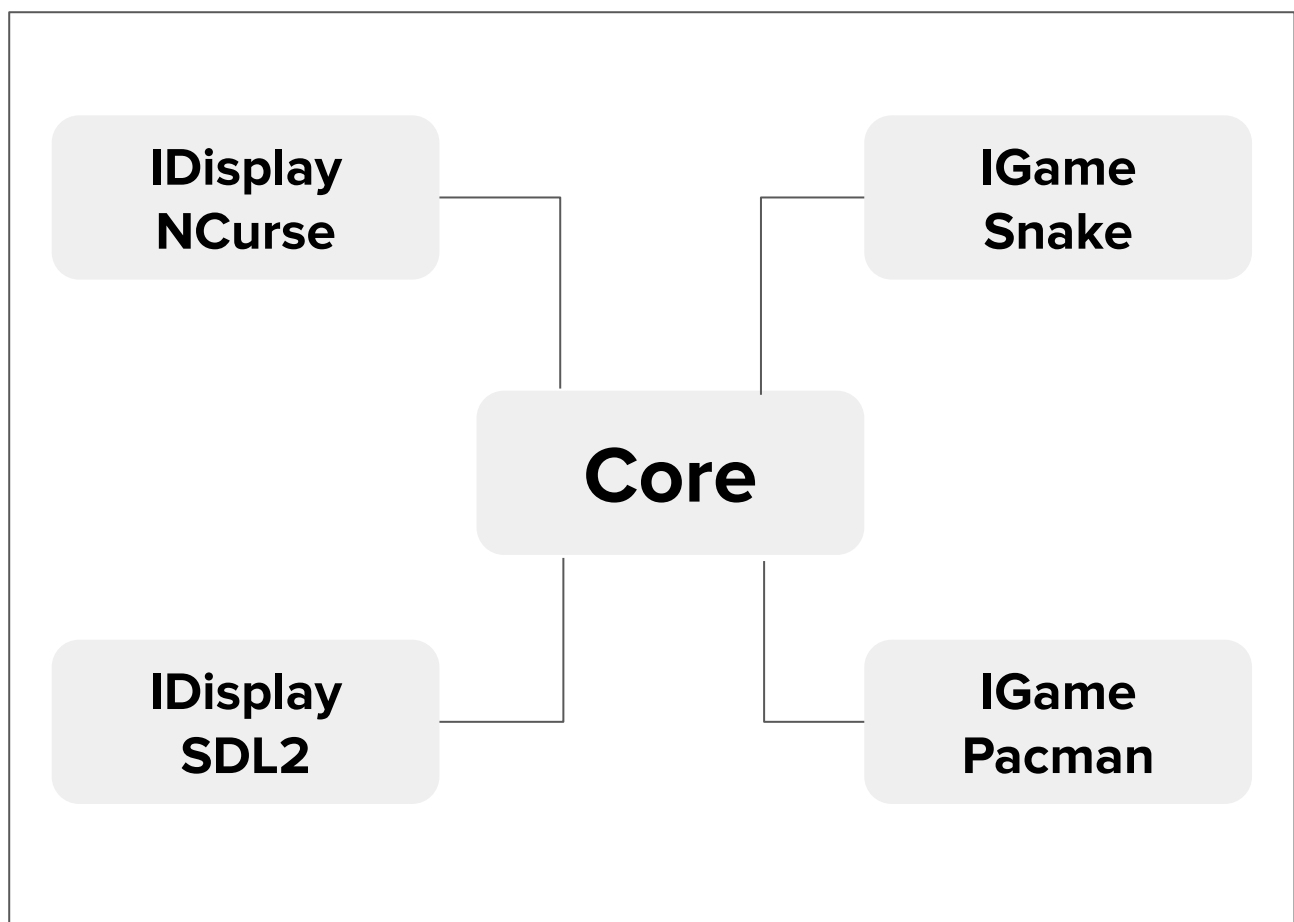 IDisplay
NCurse
IGame
Snake
Core
IDisplay
SDL2
IGame
Pacman